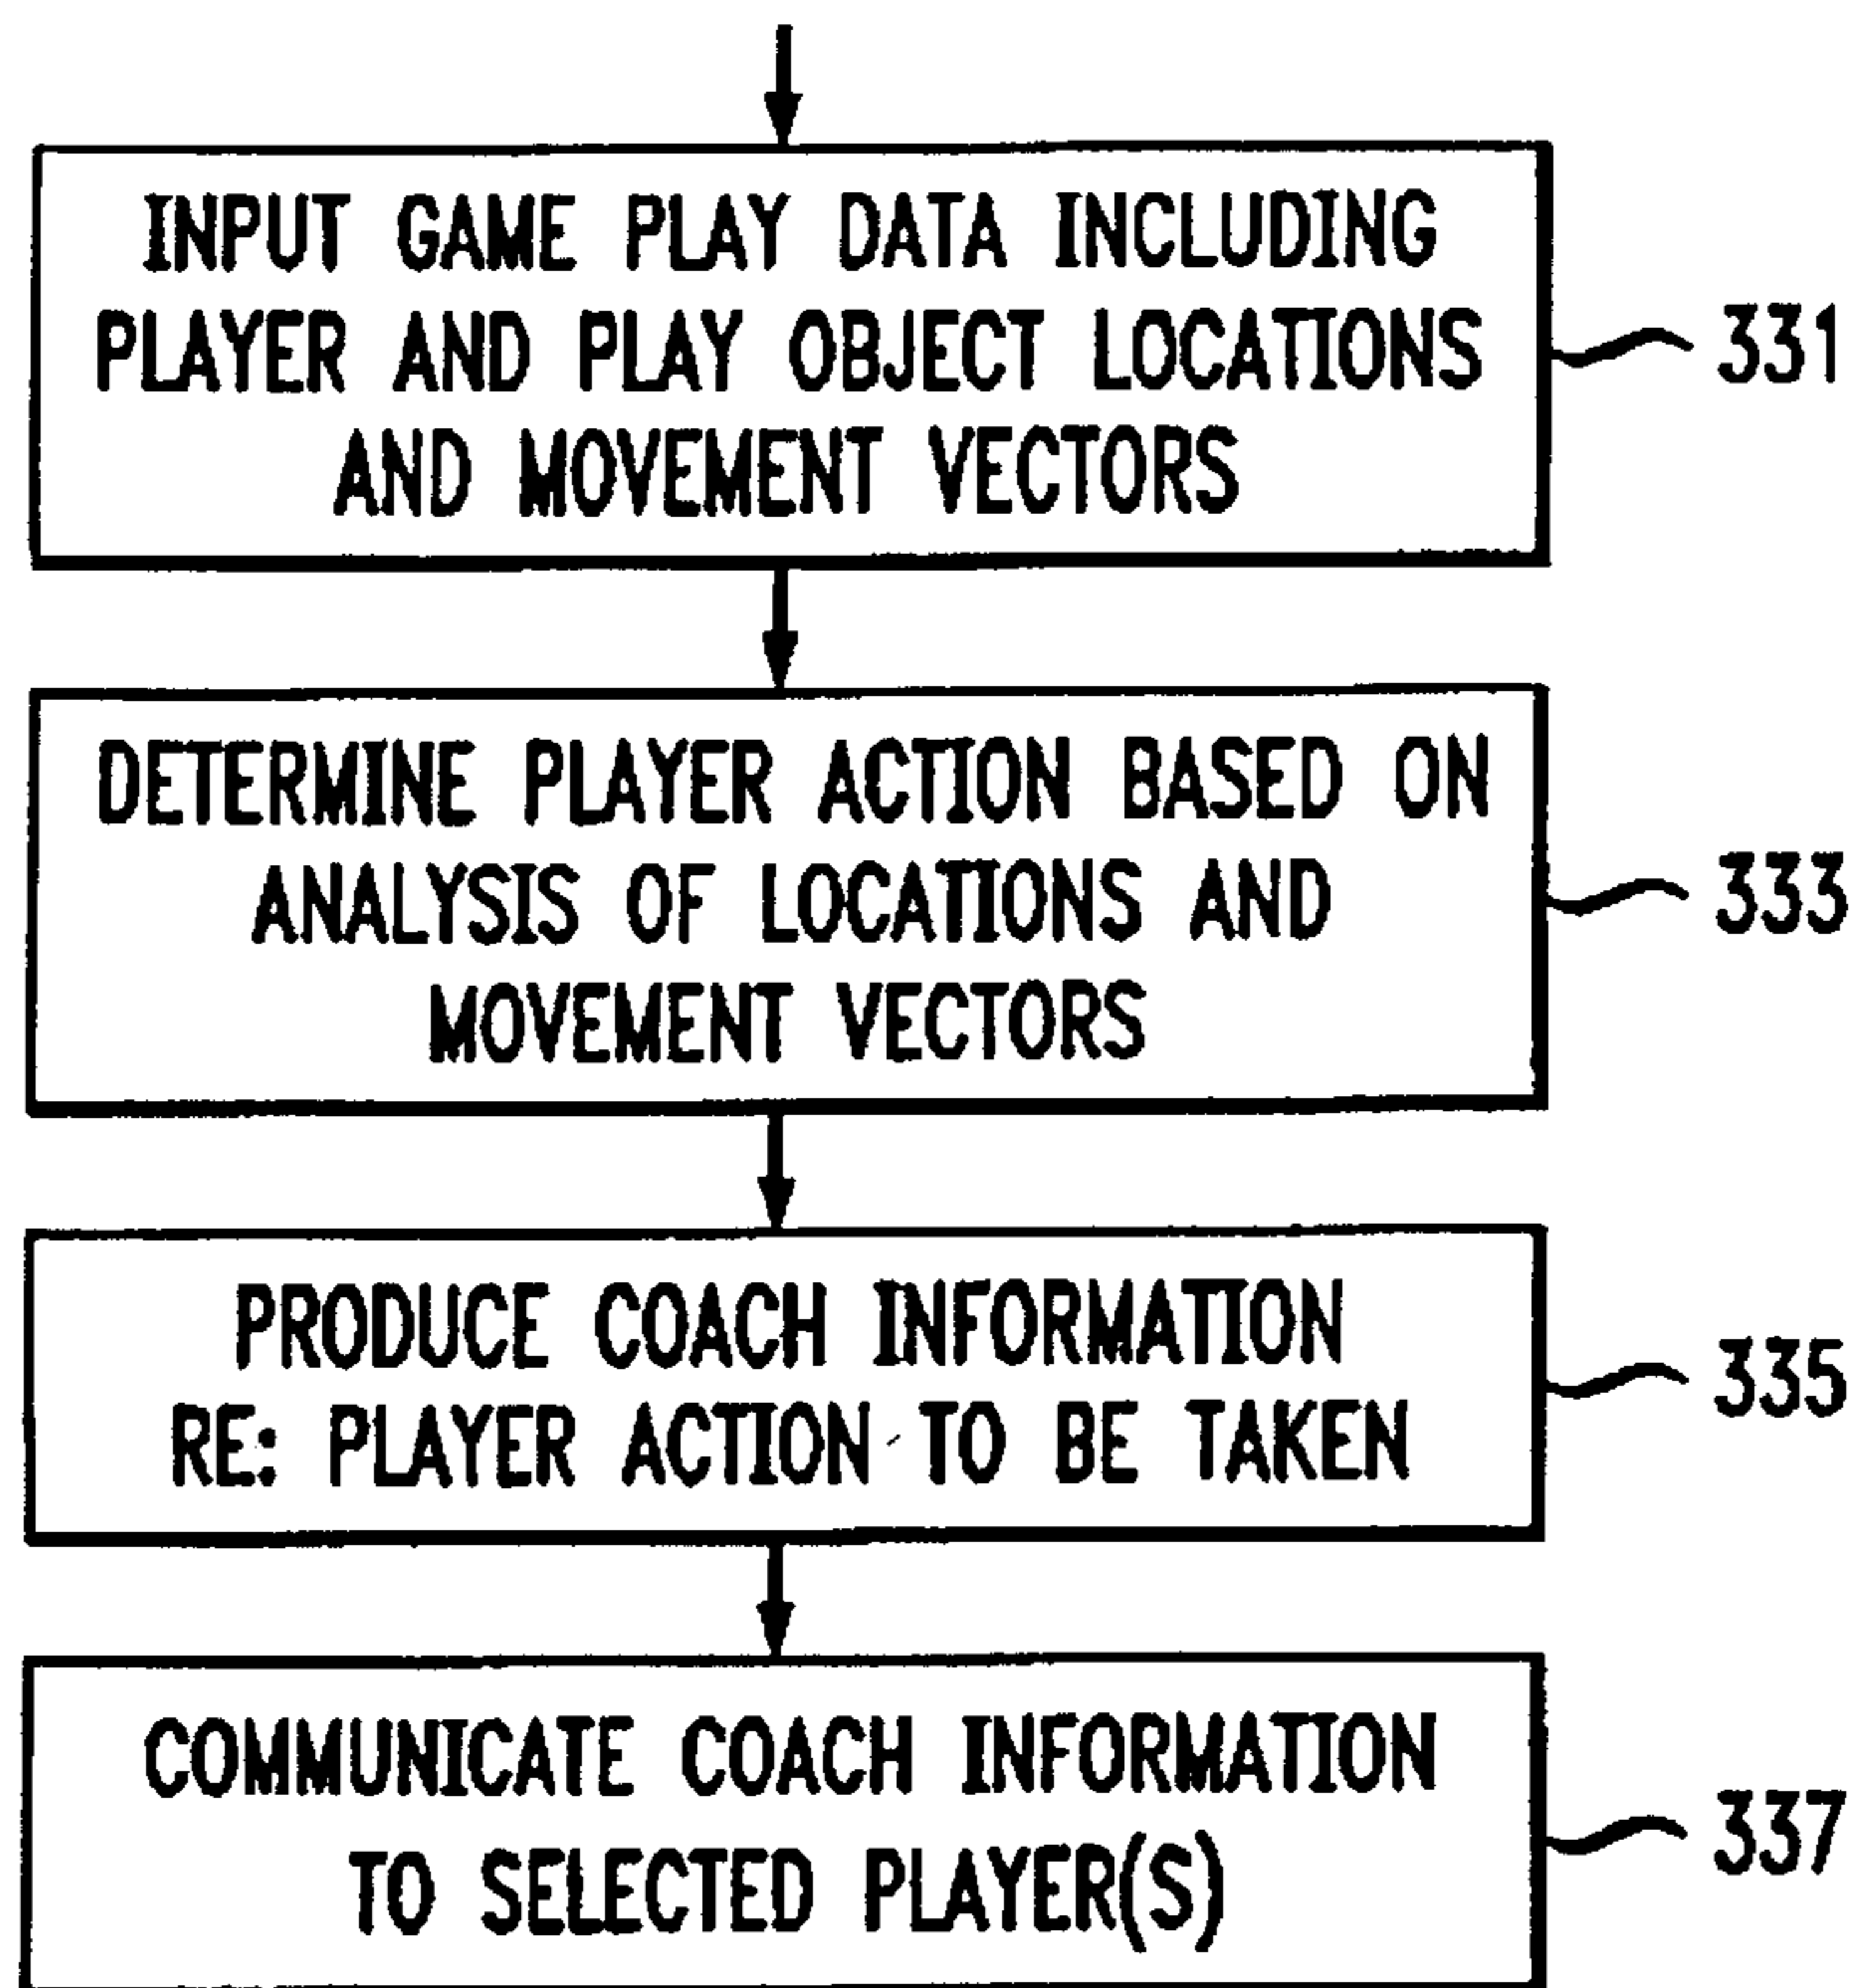 INPUT GAME PLAY DATA INCLUDING
PLAYER AND PLAY OBJECT LOCATIONS
AND MOVEMENT VECTORS
331
DETERMINE PLAYER ACTION BASED ON
ANALYSIS OF LOCATIONS AND
MOVEMENT VECTORS
333
PRODUCE COACH INFORMATION
RE: PLAYER ACTION TO BE TAKEN
335
COMMUNICATE COACH INFORMATION
TO SELECTED PLAYER(S)
337